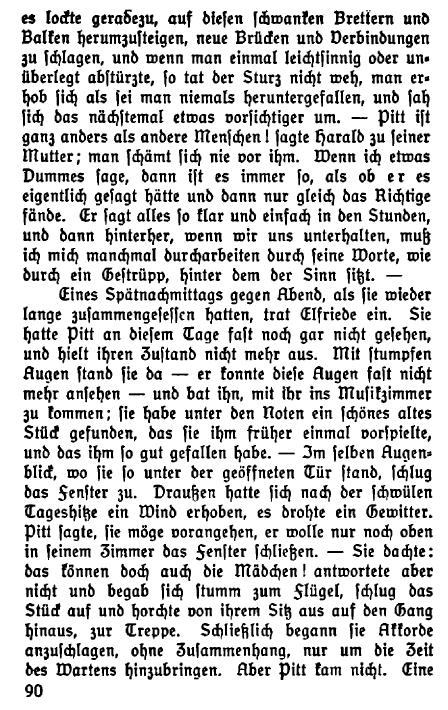 es lockte geradezu, auf diesen schwanken Brettern und
Balken herumzusteigen, neue Brücken und Verbindungen
zu schlagen, und wenn man einmal leichtsinnig oder un-
überlegt abstürzte, so tat der Sturz nicht weh, man er-
hob sich als sei man niemals heruntergefallen, und sah
sich das nächstemal etwas vorsichtiger um. — Pitt ist
ganz anders als andere Menschen! sagte Harald zu seiner
Mutter; man schämt sich nie vor ihm. Wenn ich etwas
Dummes sage, dann ist es immer so, als ob er es
eigentlich gesagt hätte und dann nur gleich das Richtige
fände. Er sagt alles so klar und einfach in den Stunden,
und dann hinterher, wenn wir uns unterhalten, muß
ich mich manchmal durcharbeiten durch seine Worte, wie
durch ein Gestrüpp, hinter dem der Sinn sitzt. —
Eines Spätnachmittags gegen Abend, als sie wieder
lange zusammengesessen hatten, trat Elfriede ein. Sie
hatte Pitt an diesem Tage fast noch gar nicht gesehen,
und hielt ihren Zustand nicht mehr aus. Mit stumpfen
Augen stand sie da — er konnte diese Augen fast nicht
mehr ansehen — und bat ihn, mit ihr ins Musikzimmer
zu kommen; sie habe unter den Noten ein schönes altes
Stück gefunden, das sie ihm früher einmal vorspielte,
und das ihm so gut gefallen habe. — Im selben Augen-
blick, wo sie so unter der geöffneten Tür stand, schlug
das Fenster zu. Draußen hatte sich nach der schwülen
Tageshitze ein Wind erhoben, es drohte ein Gewitter.
Pitt sagte, sie möge vorangehen, er wolle nur noch oben
in seinem Zimmer das Fenster schließen. — Sie dachte:
das können doch auch die Mädchen! antwortete aber
nicht und begab sich stumm zum Flügel, schlug das
Stück auf und horchte von ihrem Sitz aus auf den Gang
hinaus, zur Treppe. Schließlich begann sie Akkorde
anzuschlagen, ohne Zusammenhang, nur um die Zeit
des Wartens hinzubringen. Aber Pitt kam nicht. Eine
90